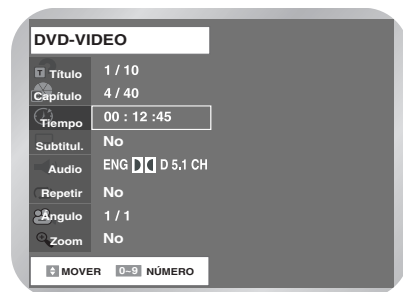 DVD-VIDEO
T Título 1 / 10
Capítulo 4 / 40
Tiempo 00 : 12 :45
Subtitul. No
Audio ENG D 5.1 CH
Repetir No
Ángulo 1 / 1
Zoom No
MOVER 0~9 NÚMERO